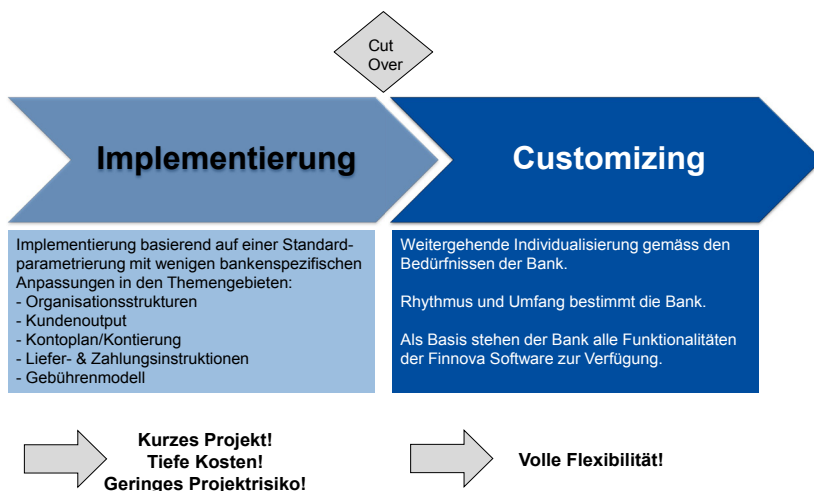 Cut
Over
Implementierung
Customizing
Implementierung basierend auf einer Standard-
parametrierung mit wenigen bankenspezifischen
Anpassungen in den Themengebieten:
- Organisationsstrukturen
- Kundenoutput
- Kontoplan/Kontierung
- Liefer- & Zahlungsinstruktionen
- Gebührenmodell
Weitergehende Individualisierung gemäss den
Bedürfnissen der Bank.
Rhythmus und Umfang bestimmt die Bank.
Als Basis stehen der Bank alle Funktionalitäten
der Finnova Software zur Verfügung.
Kurzes Projekt!
Tiefe Kosten!
Geringes Projektrisiko!
Volle Flexibilität!